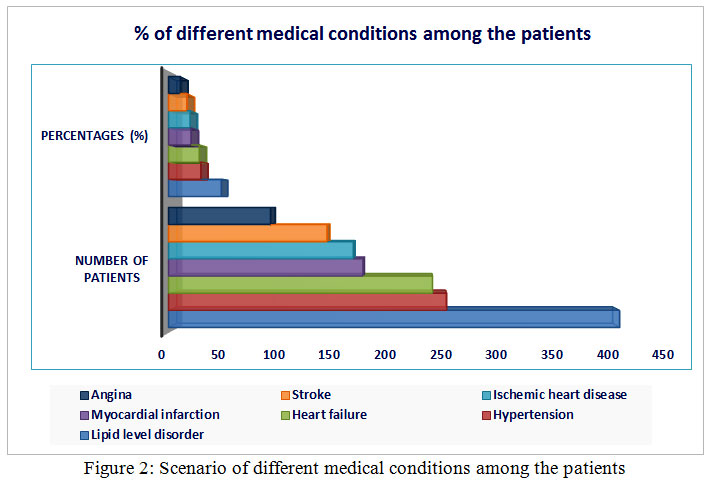 % of different medical conditions among the patients
PERCENTAGES (%)
NUMBER OF
PATIENTS
0 50 100 150 200 250 300 350 400 450
Angina Stroke Ischemic heart disease
Myocardial infarction Heart failure Hypertension
Lipid level disorder
Figure 2: Scenario of different medical conditions among the patients